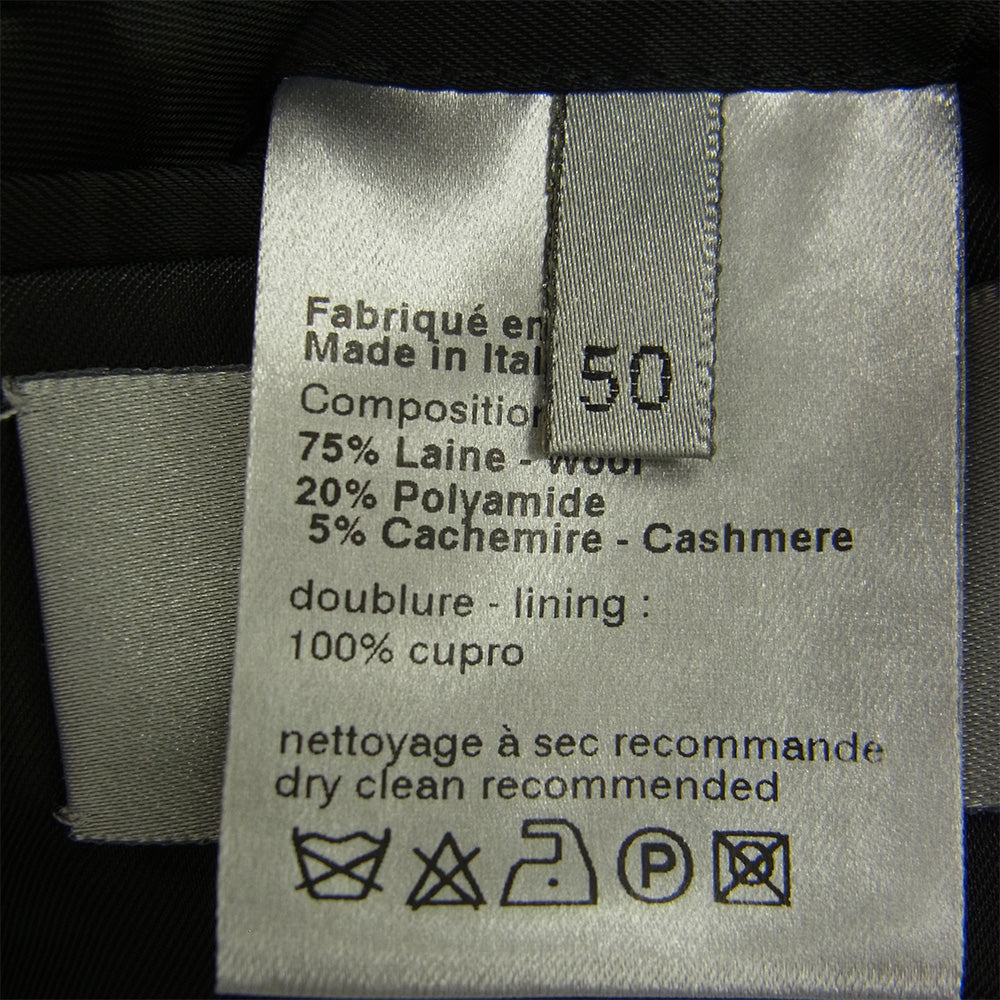 Fabriqué en
Made in Ital
50
Composition
75% Laine - Wool
20% Polyamide
5% Cachemire - Cashmere
doublure - lining :
100% cupro
nettoyage à sec recommande
dry clean recommended
P